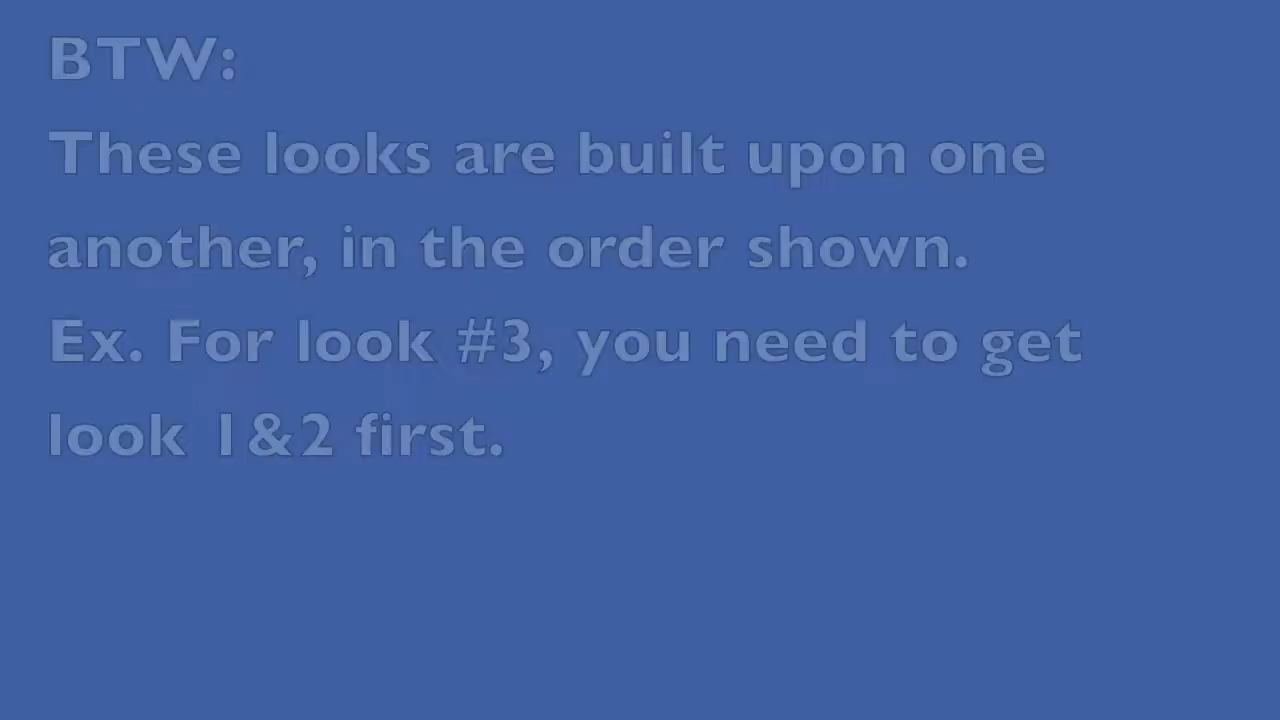 BTW:
These looks are built upon one
another, in the order shown.
Ex. For look #3, you need to get
look 1&2 first.